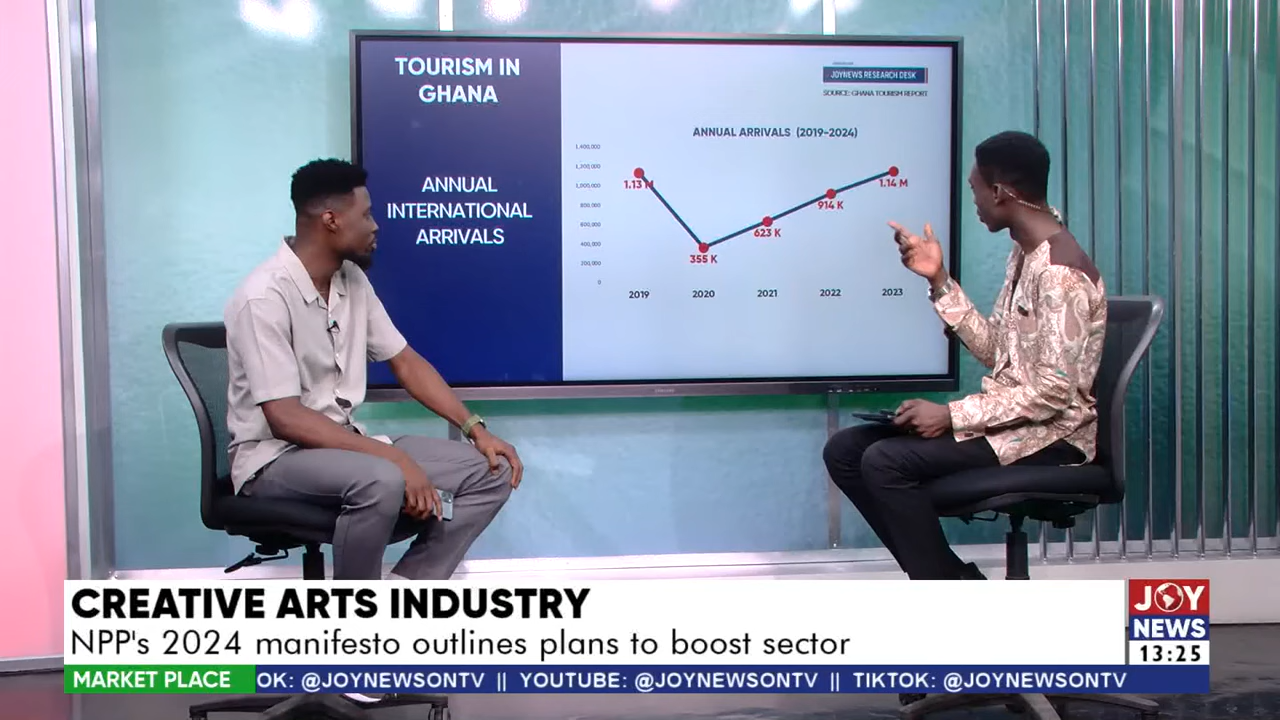 TOURISM IN
GHANA
ANNUAL
INTERNATIONAL
ARRIVALS
JOYNEWS RESEARCH DESK
SOURCE: GHANA TOURISM REPORT
ANNUAL ARRIVALS (2019-2024)
1,400,000
1,200,000
1,000,000
800,000
600,000
400,000
200,000
0
1.13 M
355 K
623 K
914 K
1.14 M
2019 2020 2021 2022 2023
CREATIVE ARTS INDUSTRY
NPP's 2024 manifesto outlines plans to boost sector
JOY
NEWS
13:25
MARKET PLACE
OK: @JOYNEWSONTV || YOUTUBE: @JOYNEWSONTV || TIKTOK: @JOYNEWSONTV